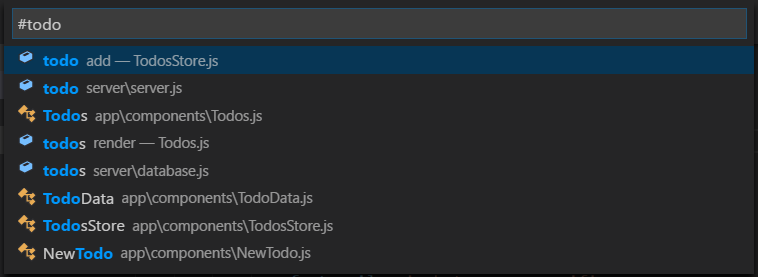 #todo
todo add — TodosStore.js
todo server\server.js
Todos app\components\Todos.js
todos render — Todos.js
todos server\database.js
TodoData app\components\TodoData.js
TodosStore app\components\TodosStore.js
NewTodo app\components\NewTodo.js